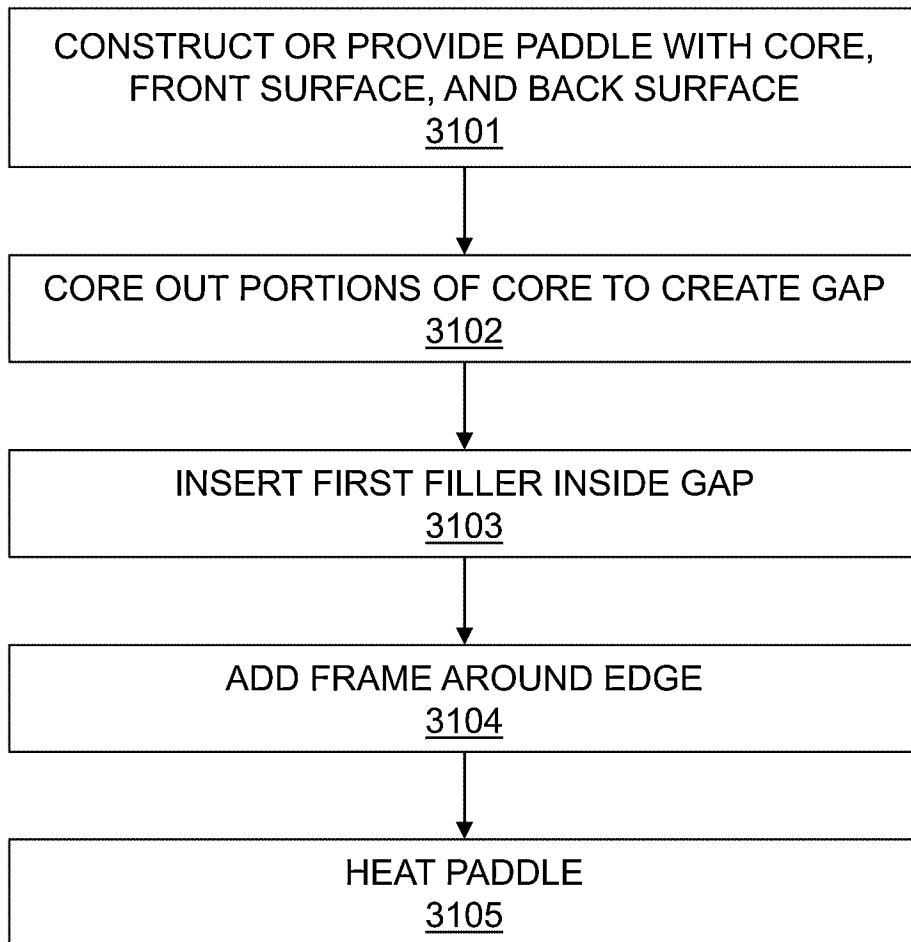 CONSTRUCT OR PROVIDE PADDLE WITH CORE,
FRONT SURFACE, AND BACK SURFACE
3101
CORE OUT PORTIONS OF CORE TO CREATE GAP
3102
INSERT FIRST FILLER INSIDE GAP
3103
ADD FRAME AROUND EDGE
3104
HEAT PADDLE
3105